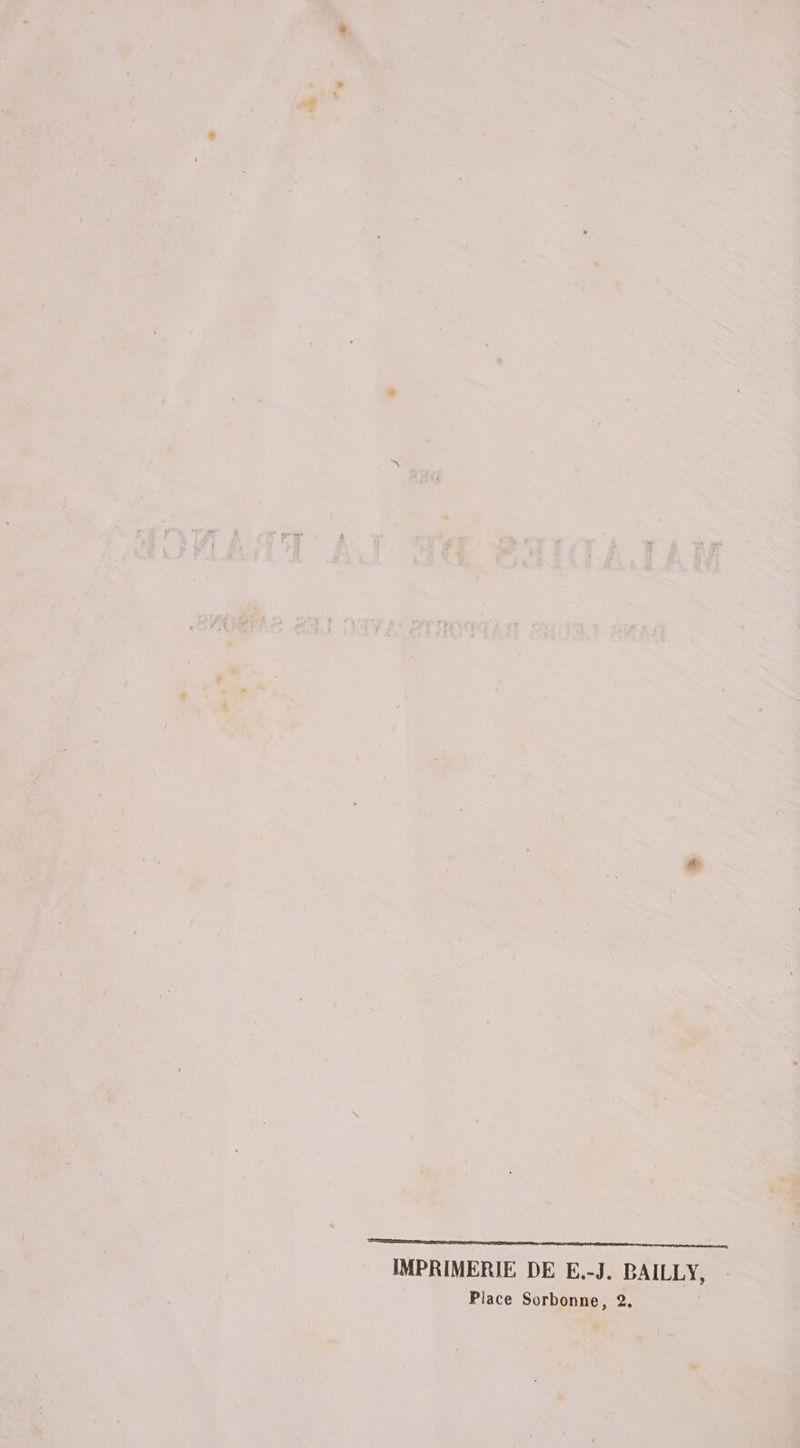 IMPRIMERIE DE E.-J. BAILLY,
Place Sorbonne, 2.